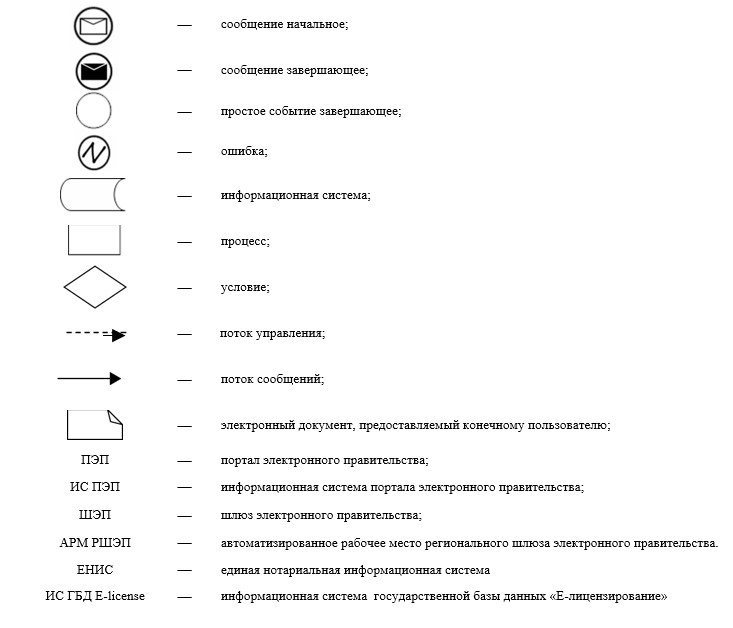 — сообщение начальное;
— сообщение завершающее;
— простое событие завершающее;
— ошибка;
— информационная система;
— процесс;
— условие;
— поток управления;
— поток сообщений;
— электронный документ, предоставляемый конечному пользователю;
ПЭП — портал электронного правительства;
ИС ПЭП — информационная система портала электронного правительства;
ШЭП — шлюз электронного правительства;
АРМ РШЭП — автоматизированное рабочее место регионального шлюза электронного правительства.
ЕНИС — единая нотариальная информационная система
ИС ГБД E-license — информационная система государственной базы данных «Е-лицензирование»